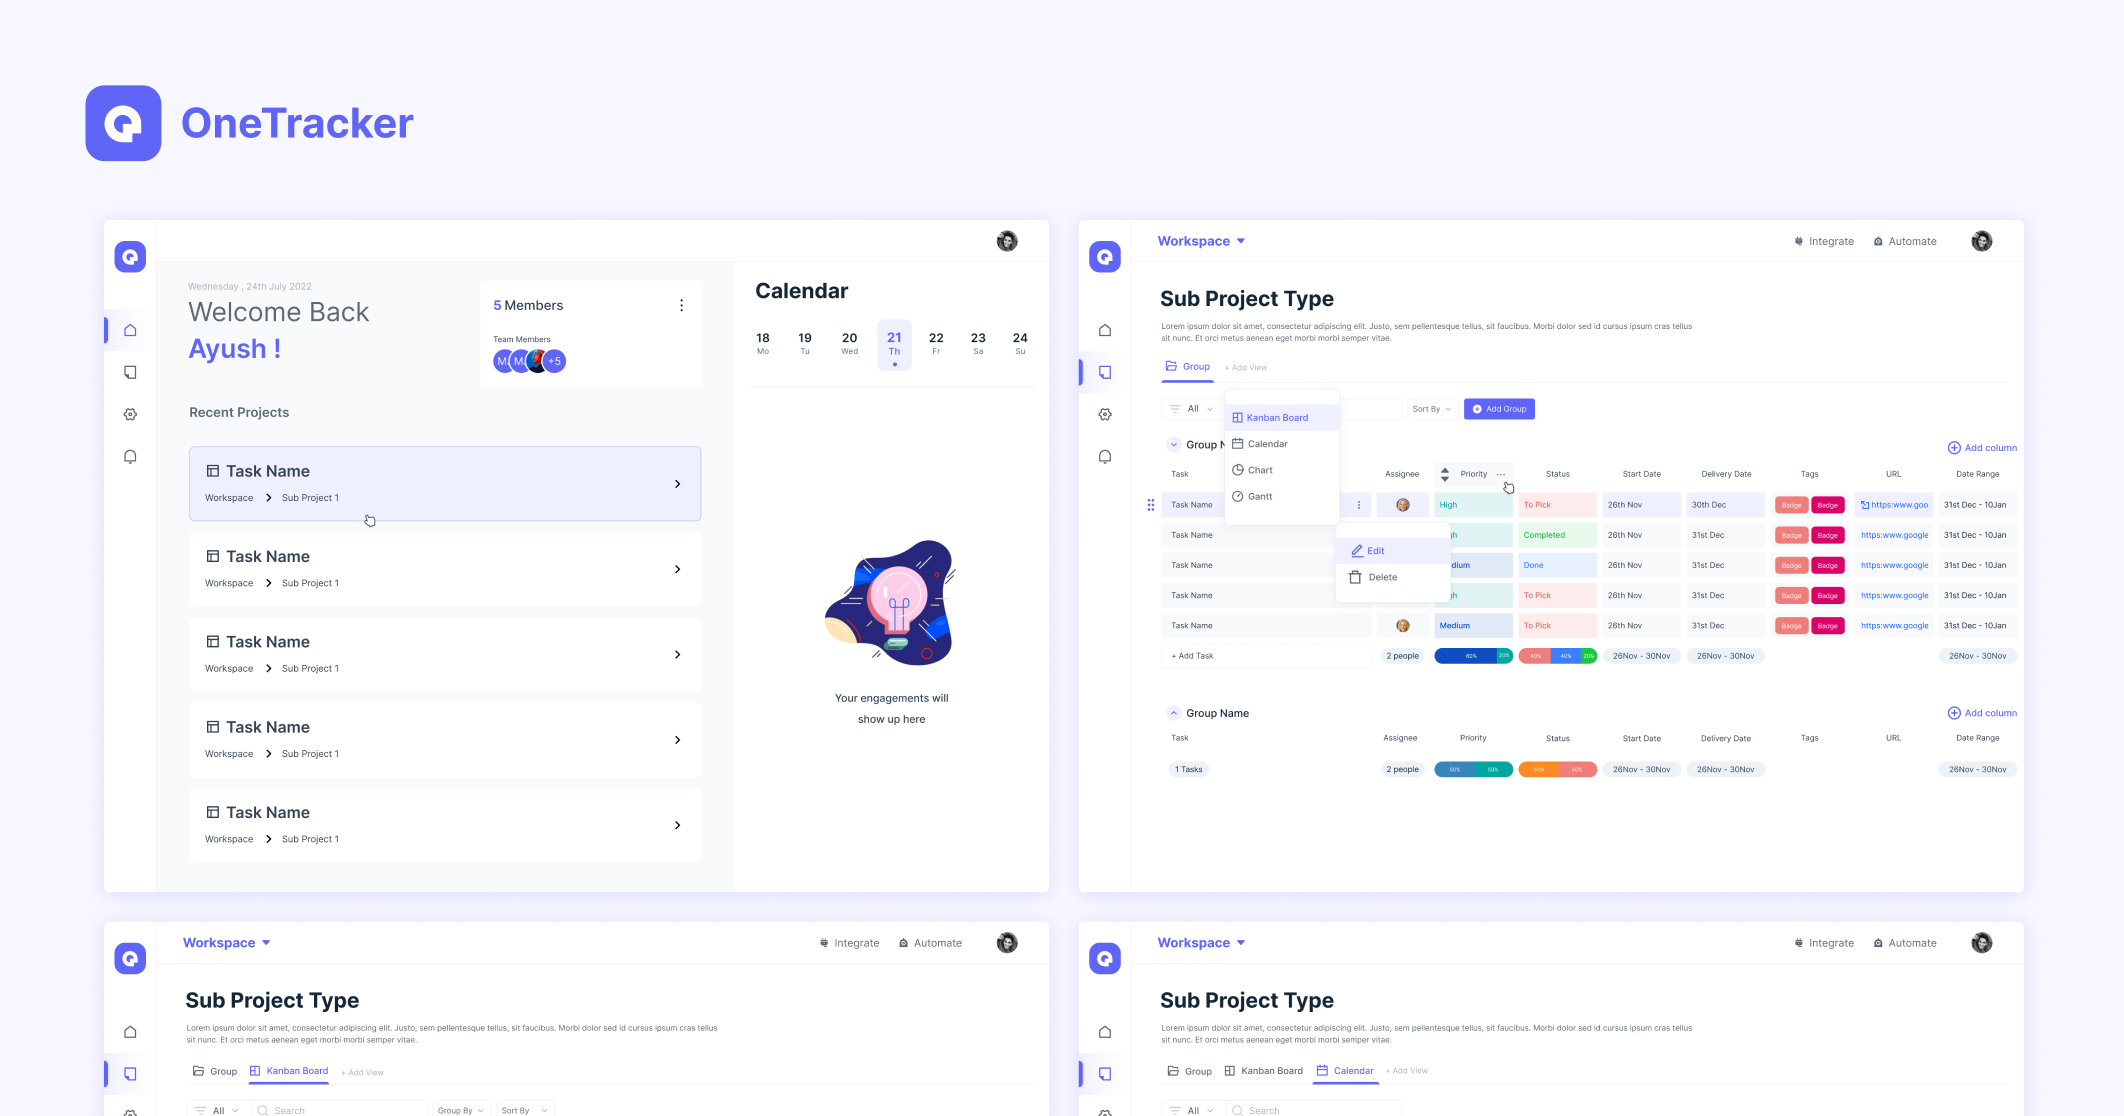 OneTracker
Wednesday , 24th July 2022
Welcome Back
Ayush !
5 Members
Team Members
+5
Recent Projects
Task Name
Workspace Sub Project 1
Task Name
Workspace Sub Project 1
Task Name
Workspace Sub Project 1
Task Name
Workspace Sub Project 1
Task Name
Workspace Sub Project 1
Calendar
18 19 20 21 22 23 24
Mo Tu Wed Th Fr Sa Su
Your engagements will
show up here
Workspace Integrate Automate
Sub Project Type
Lorem ipsum dolor sit amet, consectetur adipiscing elit. Justo, sem pellentesque tellus, sit faucibus. Morbi dolor sed id cursus ipsum cras tellus
sit nunc. Et orci metus aenean eget morbi morbi semper vitae.
Group + Add View
All Sort By Add Group
Kanban Board
Calendar
Chart
Gantt
Group N Add column
Task Assignee Priority ... Status Start Date Delivery Date Tags URL Date Range
Task Name High To Pick 26th Nov 30th Dec Badge Badge https:www.goo 31st Dec - 10Jan
Task Name gh Completed 26th Nov 31st Dec Badge Badge https:www.google 31st Dec - 10Jan
Edit
Delete
Task Name dium Done 26th Nov 31st Dec Badge Badge https:www.google 31st Dec - 10Jan
Task Name gh To Pick 26th Nov 31st Dec Badge Badge https:www.google 31st Dec - 10Jan
Task Name Medium To Pick 26th Nov 31st Dec Badge Badge https:www.google 31st Dec - 10Jan
+ Add Task 2 people 60% 20% 40% 40% 20% 26Nov - 30Nov 26Nov - 30Nov 26Nov - 30Nov
Group Name Add column
Task Assignee Priority Status Start Date Delivery Date Tags URL Date Range
1 Tasks 2 people 50% 50% 50% 50% 26Nov - 30Nov 26Nov - 30Nov 26Nov - 30Nov
Workspace Integrate Automate
Sub Project Type
Lorem ipsum dolor sit amet, consectetur adipiscing elit. Justo, sem pellentesque tellus, sit faucibus. Morbi dolor sed id cursus ipsum cras tellus
sit nunc. Et orci metus aenean eget morbi morbi semper vitae.
Group Kanban Board + Add View
All Search Group By Sort By
Workspace Integrate Automate
Sub Project Type
Lorem ipsum dolor sit amet, consectetur adipiscing elit. Justo, sem pellentesque tellus, sit faucibus. Morbi dolor sed id cursus ipsum cras tellus
sit nunc. Et orci metus aenean eget morbi morbi semper vitae.
Group Kanban Board Calendar + Add View
All Search